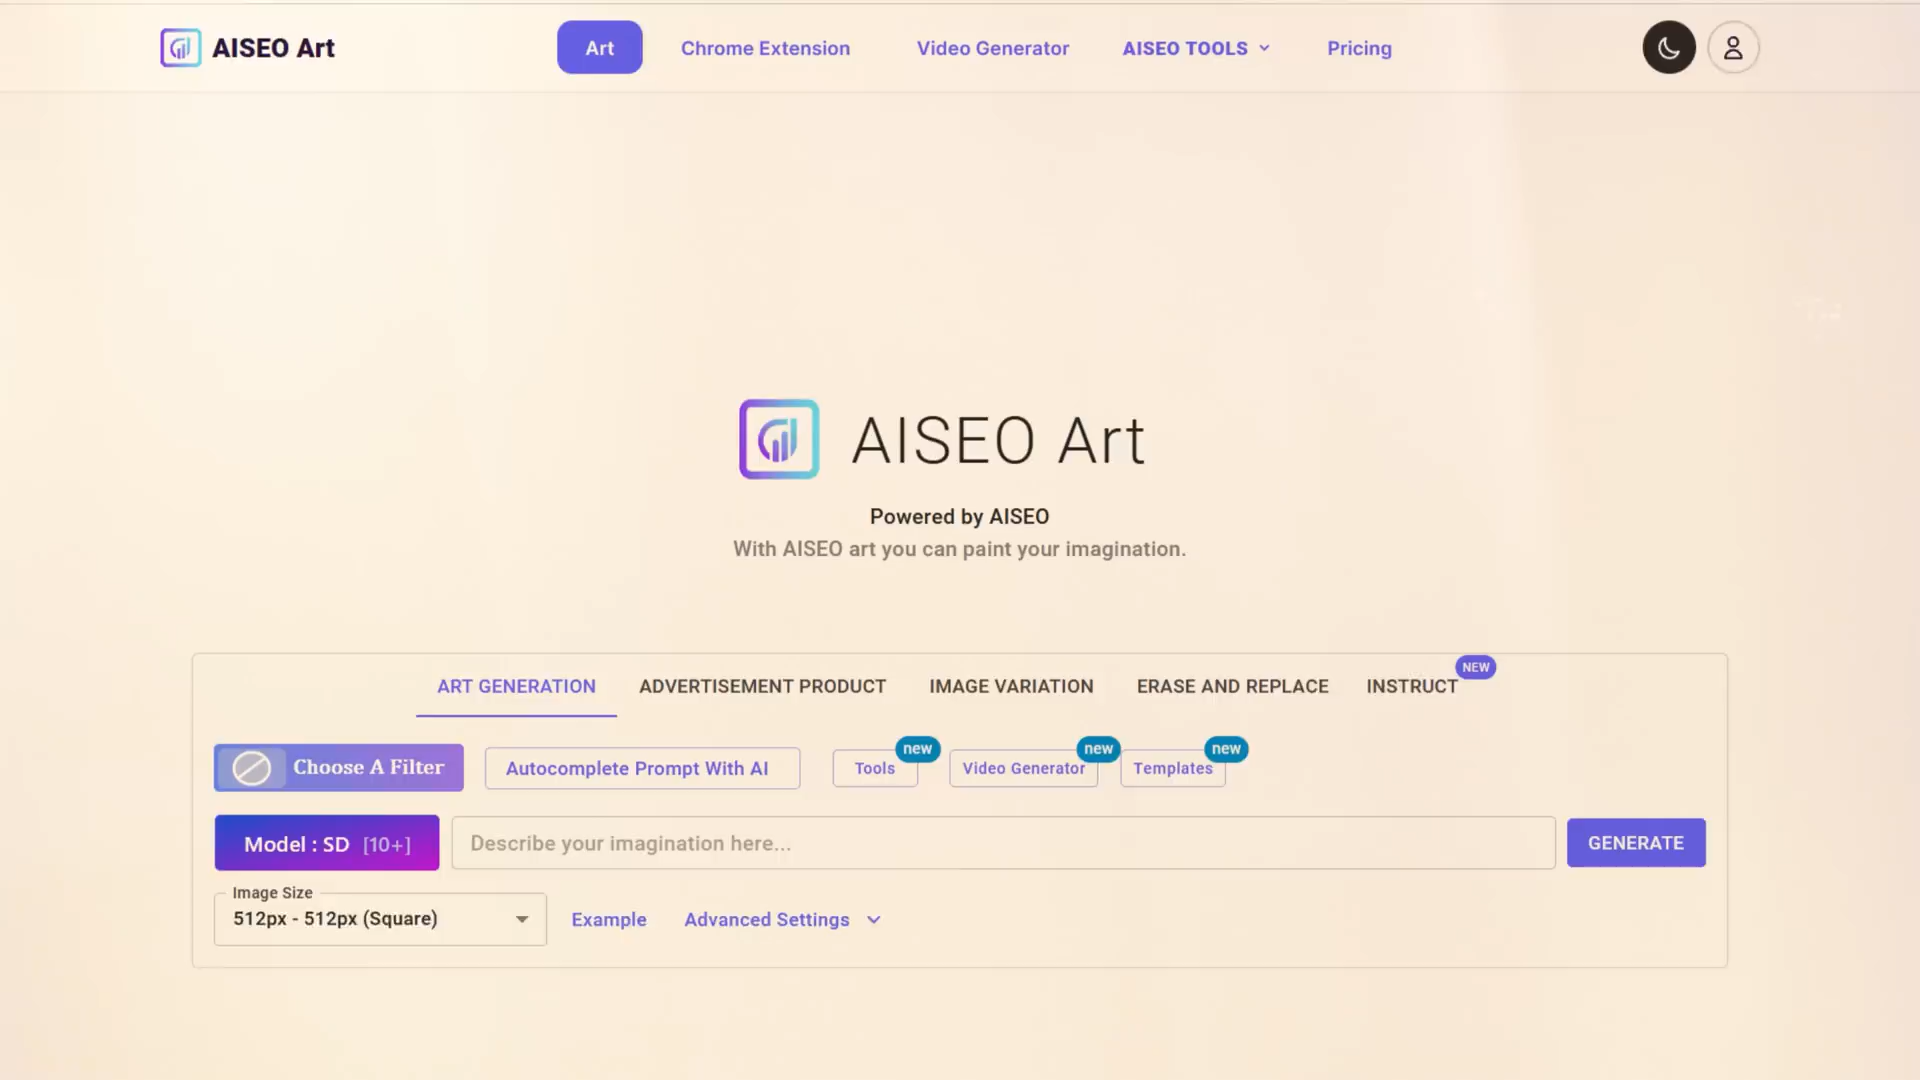 AISEO Art
Art
Chrome Extension
Video Generator
AISEO TOOLS
Pricing
AISEO Art
Powered by AISEO
With AISEO art you can paint your imagination.
ART GENERATION
ADVERTISEMENT PRODUCT
IMAGE VARIATION
ERASE AND REPLACE
INSTRUCT
NEW
Choose A Filter
Autocomplete Prompt With AI
Tools
new
Video Generator
new
Templates
new
Model : SD [10+]
Describe your imagination here...
GENERATE
Image Size
512px - 512px (Square)
Example
Advanced Settings